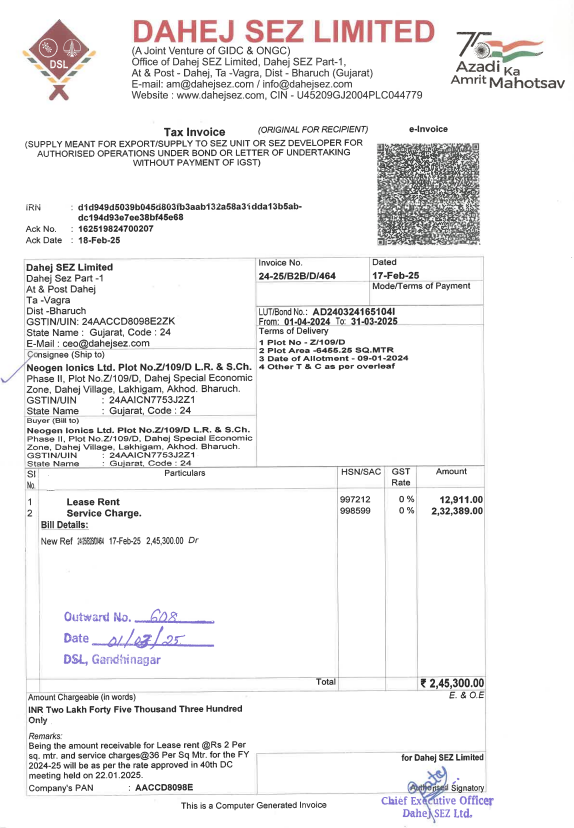 DAHEJ SEZ LIMITED
(A Joint Venture of GIDC & ONGC)
Office of Dahej SEZ Limited, Dahej SEZ Part-1,
At & Post - Dahej, Ta -Vagra, Dist - Bharuch (Gujarat)
E-mail: am@dahejsez.com / info@dahejsez.com
Website : www.dahejsez.com, CIN - U45209GJ2004PLC044779
DSL
75
Azadi Ka
Amrit Mahotsav
Tax Invoice (ORIGINAL FOR RECIPIENT) e-Invoice
(SUPPLY MEANT FOR EXPORT/SUPPLY TO SEZ UNIT OR SEZ DEVELOPER FOR
AUTHORISED OPERATIONS UNDER BOND OR LETTER OF UNDERTAKING
WITHOUT PAYMENT OF IGST)
IRN :
dc194d93e7ee38bf45e68
Ack No. : 162519824700207
Ack Date : 18-Feb-25
Dahej SEZ Limited
Dahej Sez Part -1
At & Post Dahej
Ta -Vagra
Dist -Bharuch
GSTIN/UIN: 24AACCD8098E2ZK
State Name : Gujarat, Code : 24
E-Mail : ceo@dahejsez.com
Invoice No.
24-25/B2B/D/464
Dated
17-Feb-25
Mode/Terms of Payment
LUT/Bond No.: AD240324165104I
From: 01-04-2024 To: 31-03-2025
Terms of Delivery
1 Plot No - Z/109/D
2 Plot Area -6455.25 SQ.MTR
3 Date of Allotment - 09-01-2024
4 Other T & C as per overleaf
Consignee (Ship to)
Neogen Ionics Ltd. Plot No.Z/109/D L.R. & S.Ch.
Phase II, Plot No.Z/109/D, Dahej Special Economic
Zone, Dahej Village, Lakhigam, Akhod. Bharuch.
GSTIN/UIN : 24AAICN7753J2Z1
State Name : Gujarat, Code : 24
Buyer (Bill to)
Neogen Ionics Ltd. Plot No.Z/109/D L.R. & S.Ch.
Phase II, Plot No.Z/109/D, Dahej Special Economic
Zone, Dahej Village, Lakhigam, Akhod. Bharuch.
GSTIN/UIN : 24AAICN7753J2Z1
State Name : Gujarat, Code : 24
Sl No. Particulars HSN/SAC GST Rate Amount
1 Lease Rent 997212 0 % 12,911.00
2 Service Charge. 998599 0 % 2,32,389.00
Bill Details:
New Ref 17-Feb-25 2,45,300.00 Dr
Outward No. 608
Date 01/03/25
DSL, Gandhinagar
Total ₹ 2,45,300.00
Amount Chargeable (in words) E. & O.E
INR Two Lakh Forty Five Thousand Three Hundred
Only
Remarks:
Being the amount receivable for Lease rent @Rs 2 Per
sq. mtr. and service charges@36 Per Sq Mtr. for the FY
2024-25 will be as per the rate approved in 40th DC
meeting held on 22.01.2025.
Company's PAN : AACCD8098E
for Dahej SEZ Limited
Authorised Signatory
Chief Executive Officer
Dahej SEZ Ltd.
This is a Computer Generated Invoice